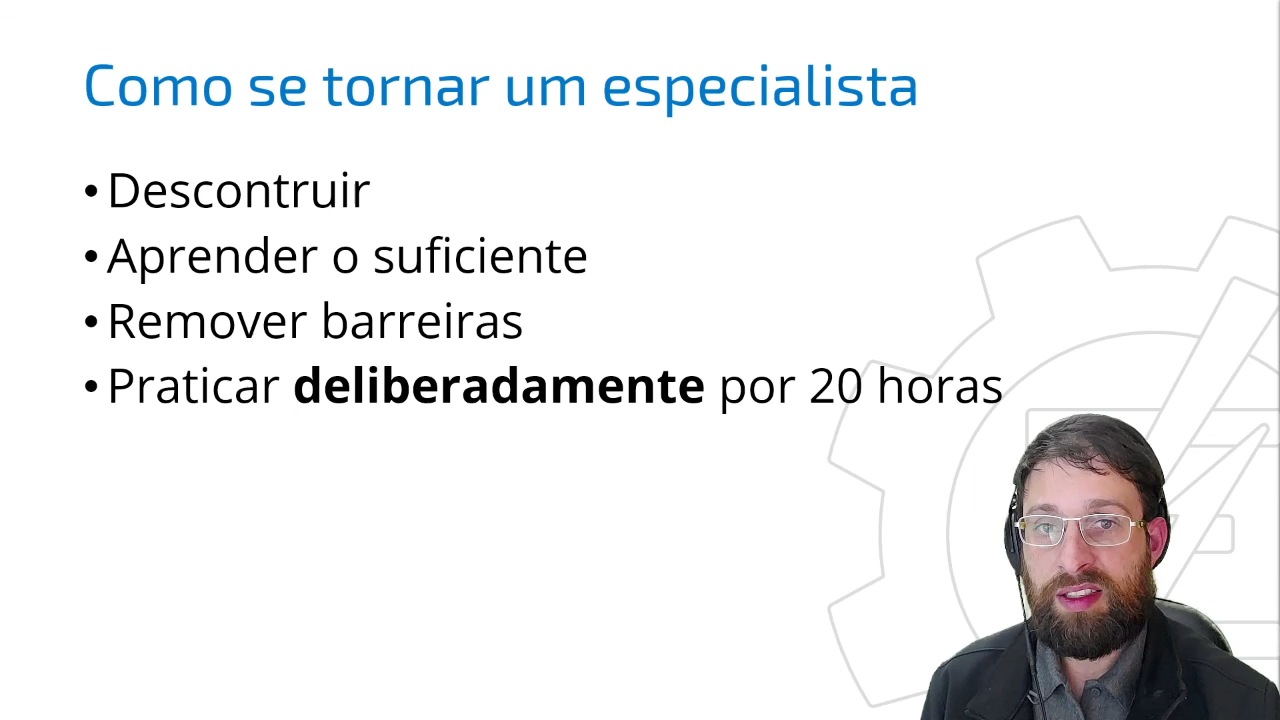 Como se tornar um especialista
• Descontruir
• Aprender o suficiente
• Remover barreiras
• Praticar deliberadamente por 20 horas